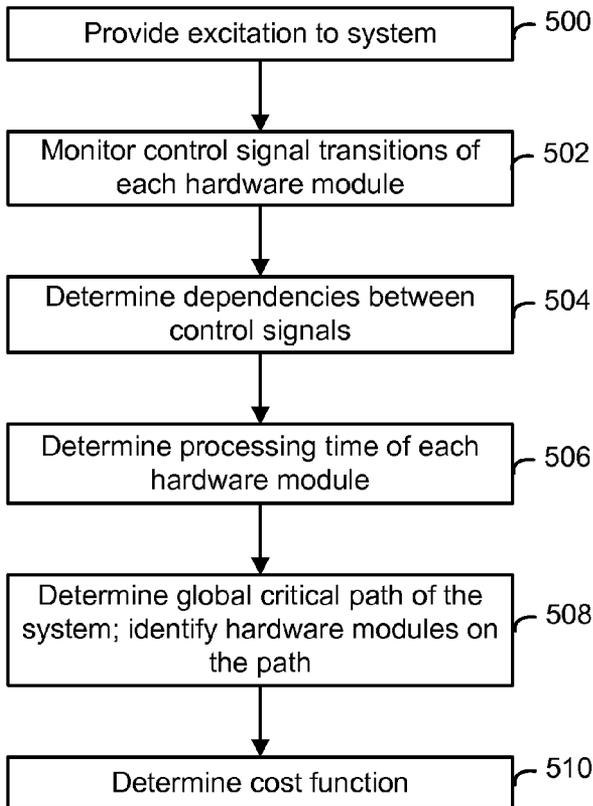 Provide excitation to system
500
Monitor control signal transitions of
each hardware module
502
Determine dependencies between
control signals
504
Determine processing time of each
hardware module
506
Determine global critical path of the
system; identify hardware modules on
the path
508
Determine cost function
510